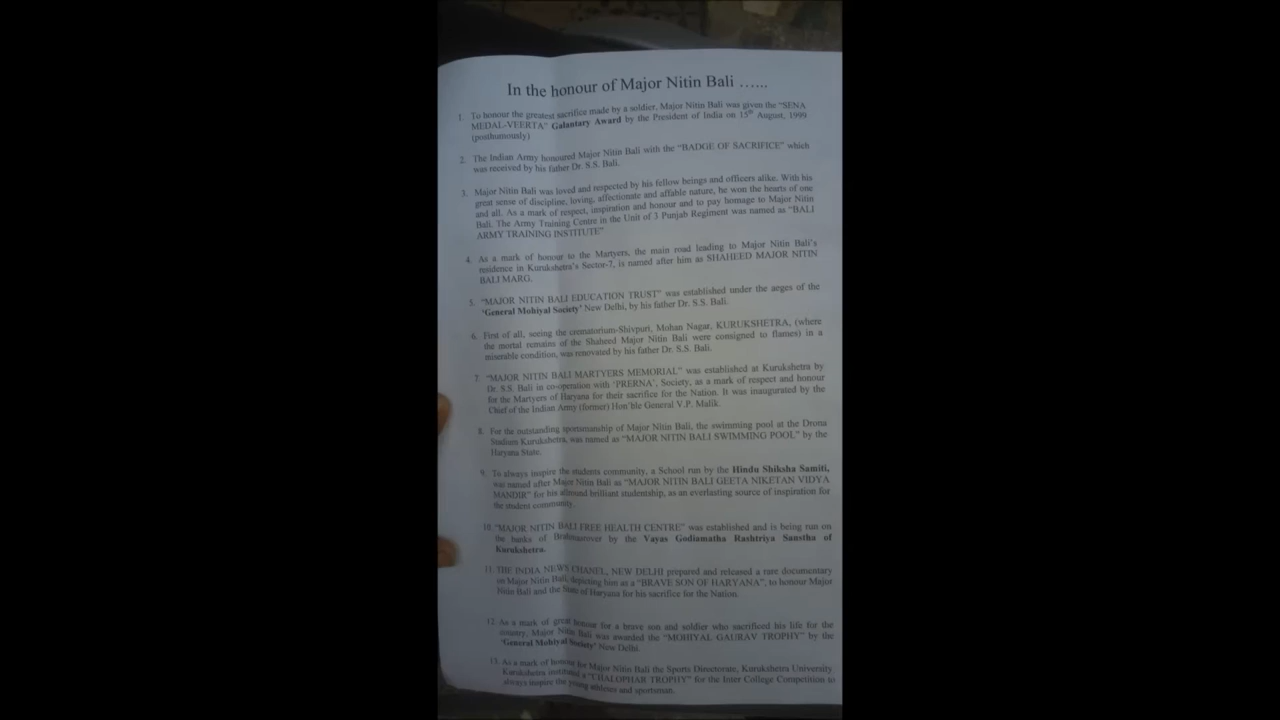 In the honour of Major Nitin Bali ......
1. To honour the greatest sacrifice made by a soldier, Major Nitin Bali was given the "SENA
MEDAL-VEERTA" Galantary Award by the President of India on 15th August, 1999
(posthumously)
2. The Indian Army honoured Major Nitin Bali with the "BADGE OF SACRIFICE" which
was received by his father Dr. S.S. Bali.
3. Major Nitin Bali was loved and respected by his fellow beings and officers alike. With his
great sense of discipline, loving, affectionate and affable nature, he won the hearts of one
and all. As a mark of respect, inspiration and honour and to pay homage to Major Nitin
Bali. The Army Training Centre in the Unit of 3 Punjab Regiment was named as "BALI
ARMY TRAINING INSTITUTE"
4. As a mark of honour to the Martyers, the main road leading to Major Nitin Bali's
residence in Kurukshetra's Sector-7, is named after him as SHAHEED MAJOR NITIN
BALI MARG.
5. "MAJOR NITIN BALI EDUCATION TRUST" was established under the arges of the
'General Mohiyal Society' New Delhi, by his father Dr. S.S. Bali.
6. First of all, seeing the crematorium-Shivpuri, Mohan Nagar, KURUKSHETRA, (where
the mortal remains of the Shaheed Major Nitin Bali were consigned to flames) in a
miserable condition, was renovated by his father Dr. S.S. Bali.
7. "MAJOR NITIN BALI MARTYERS MEMORIAL" was established at Kurukshetra by
Dr. S.S. Bali in co-operation with 'PRERNA', Society, as a mark of respect and honour
for the Martyers of Haryana for their sacrifice for the Nation. It was inaugurated by the
Chief of the Indian Army (former) Hon'ble General V.P. Malik.
8. For the outstanding sportsmanship of Major Nitin Bali, the swimming pool at the Drona
Stadium Kurukshetra, was named as "MAJOR NITIN BALI SWIMMING POOL" by the
Haryana State.
9. To always inspire the students community, a School run by the Hindu Shiksha Samiti,
was named after Major Nitin Bali as "MAJOR NITIN BALI GEETA NIKETAN VIDYA
MANDIR" for his allround brilliant studentship, as an everlasting source of inspiration for
the student community.
10. "MAJOR NITIN BALI FREE HEALTH CENTRE" was established and is being run on
the banks of Brahmsarover by the Vayas Godiamatha Rashtriya Sanstha of
Kurukshetra.
11. THE INDIA NEWS CHANEL, NEW DELHI prepared and released a rare documentary
on Major Nitin Bali, depicting him as a "BRAVE SON OF HARYANA", to honour Major
Nitin Bali and the State of Haryana for his sacrifice for the Nation.
12. As a mark of great honour for a brave son and soldier who sacrificed his life for the
country, Major Nitin Bali was awarded the "MOHIYAL GAURAV TROPHY" by the
'General Mohiyal Society' New Delhi.
13. As a mark of honour for Major Nitin Bali the Sports Directorate, Kurukshetra University
Kurukshetra instituted a "CHALOPHAR TROPHY" for the Inter College Competition to
always inspire the young athletes and sportsman.